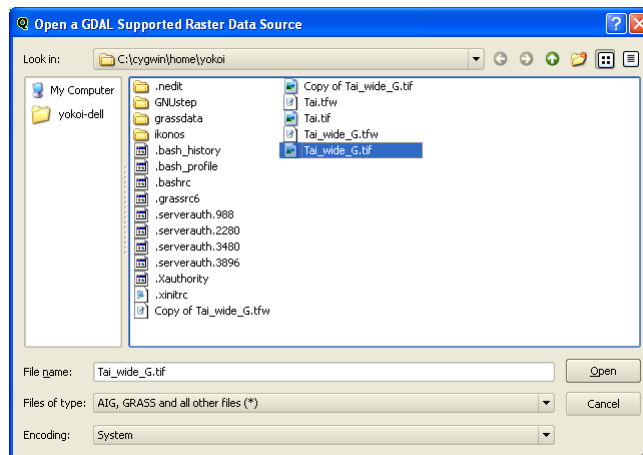 Open a GDAL Supported Raster Data Source
Look in:
C:\cygwin\home\yokoi
My Computer
yokoi-dell
.nedit
GNUstep
grassdata
ikonos
.bash_history
.bash_profile
.bashrc
.grassrc6
.serverauth.988
.serverauth.2280
.serverauth.3480
.serverauth.3896
.Xauthority
.xinitrc
Copy of Tai_wide_G.tfw
Copy of Tai_wide_G.tif
Tai.tfw
Tai.tif
Tai_wide_G.tfw
Tai_wide_G.tif
File name:
Tai_wide_G.tif
Open
Files of type:
AIG, GRASS and all other files (*)
Cancel
Encoding:
System